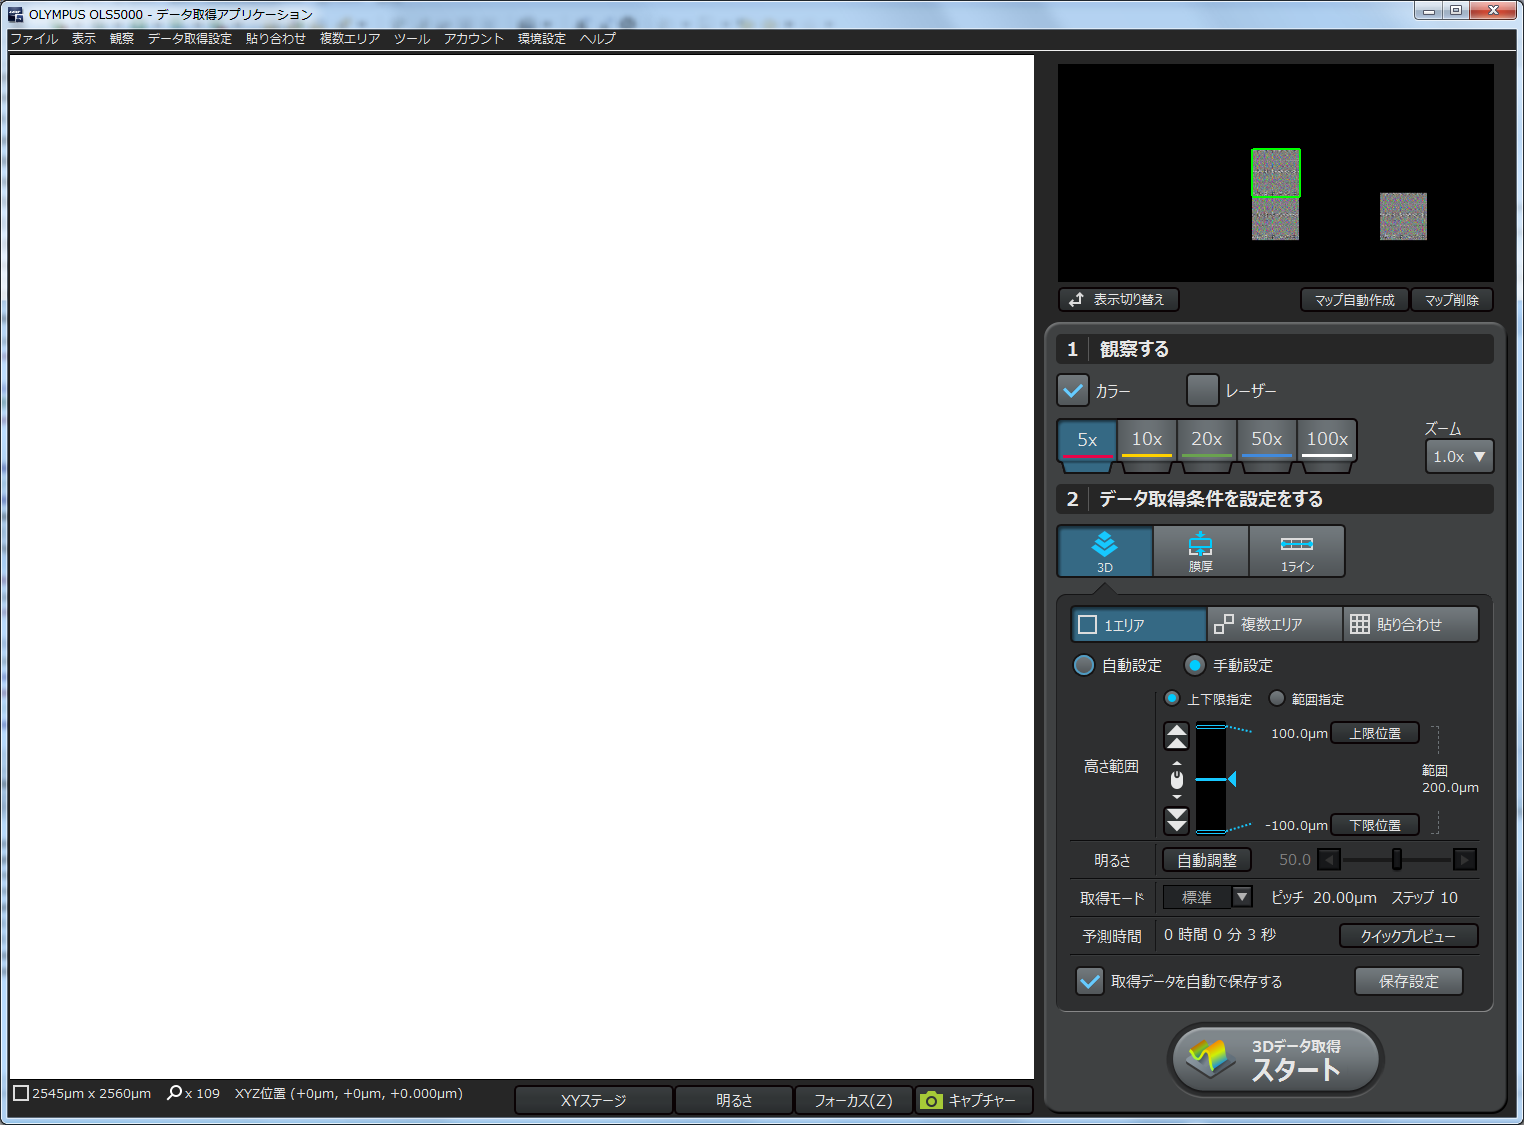 OLYMPUS OLS5000 - データ取得アプリケーション
ファイル 表示 観察 データ取得設定 貼り合わせ 複数エリア ツール アカウント 環境設定 ヘルプ
表示切り替え マップ自動作成 マップ削除
1 観察する
カラー レーザー
ズーム
5x 10x 20x 50x 100x 1.0x
2 データ取得条件を設定をする
3D 膜厚 1ライン
1エリア 複数エリア 貼り合わせ
自動設定 手動設定
上下限指定 範囲指定
100.0μm 上限位置
高さ範囲
範囲
200.0μm
-100.0μm 下限位置
明るさ 自動調整 50.0
取得モード 標準 ピッチ 20.00μm ステップ 10
予測時間 0 時間 0 分 3 秒 クイックプレビュー
取得データを自動で保存する 保存設定
3Dデータ取得
スタート
2545μm x 2560μm x 109 XYZ位置 (+0μm, +0μm, +0.000μm) XYステージ 明るさ フォーカス(Z) キャプチャー